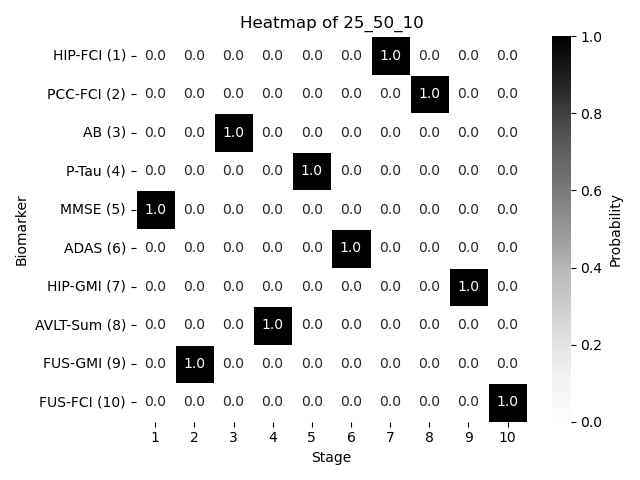 Heatmap of 25_50_10
Biomarker
HIP-FCI (1) 0.0 0.0 0.0 0.0 0.0 0.0 1.0 0.0 0.0 0.0
PCC-FCI (2) 0.0 0.0 0.0 0.0 0.0 0.0 0.0 1.0 0.0 0.0
AB (3) 0.0 0.0 1.0 0.0 0.0 0.0 0.0 0.0 0.0 0.0
P-Tau (4) 0.0 0.0 0.0 0.0 1.0 0.0 0.0 0.0 0.0 0.0
MMSE (5) 1.0 0.0 0.0 0.0 0.0 0.0 0.0 0.0 0.0 0.0
ADAS (6) 0.0 0.0 0.0 0.0 0.0 1.0 0.0 0.0 0.0 0.0
HIP-GMI (7) 0.0 0.0 0.0 0.0 0.0 0.0 0.0 0.0 1.0 0.0
AVLT-Sum (8) 0.0 0.0 0.0 1.0 0.0 0.0 0.0 0.0 0.0 0.0
FUS-GMI (9) 0.0 1.0 0.0 0.0 0.0 0.0 0.0 0.0 0.0 0.0
FUS-FCI (10) 0.0 0.0 0.0 0.0 0.0 0.0 0.0 0.0 0.0 1.0
1 2 3 4 5 6 7 8 9 10
Stage
1.0
0.8
0.6
0.4
0.2
0.0
Probability